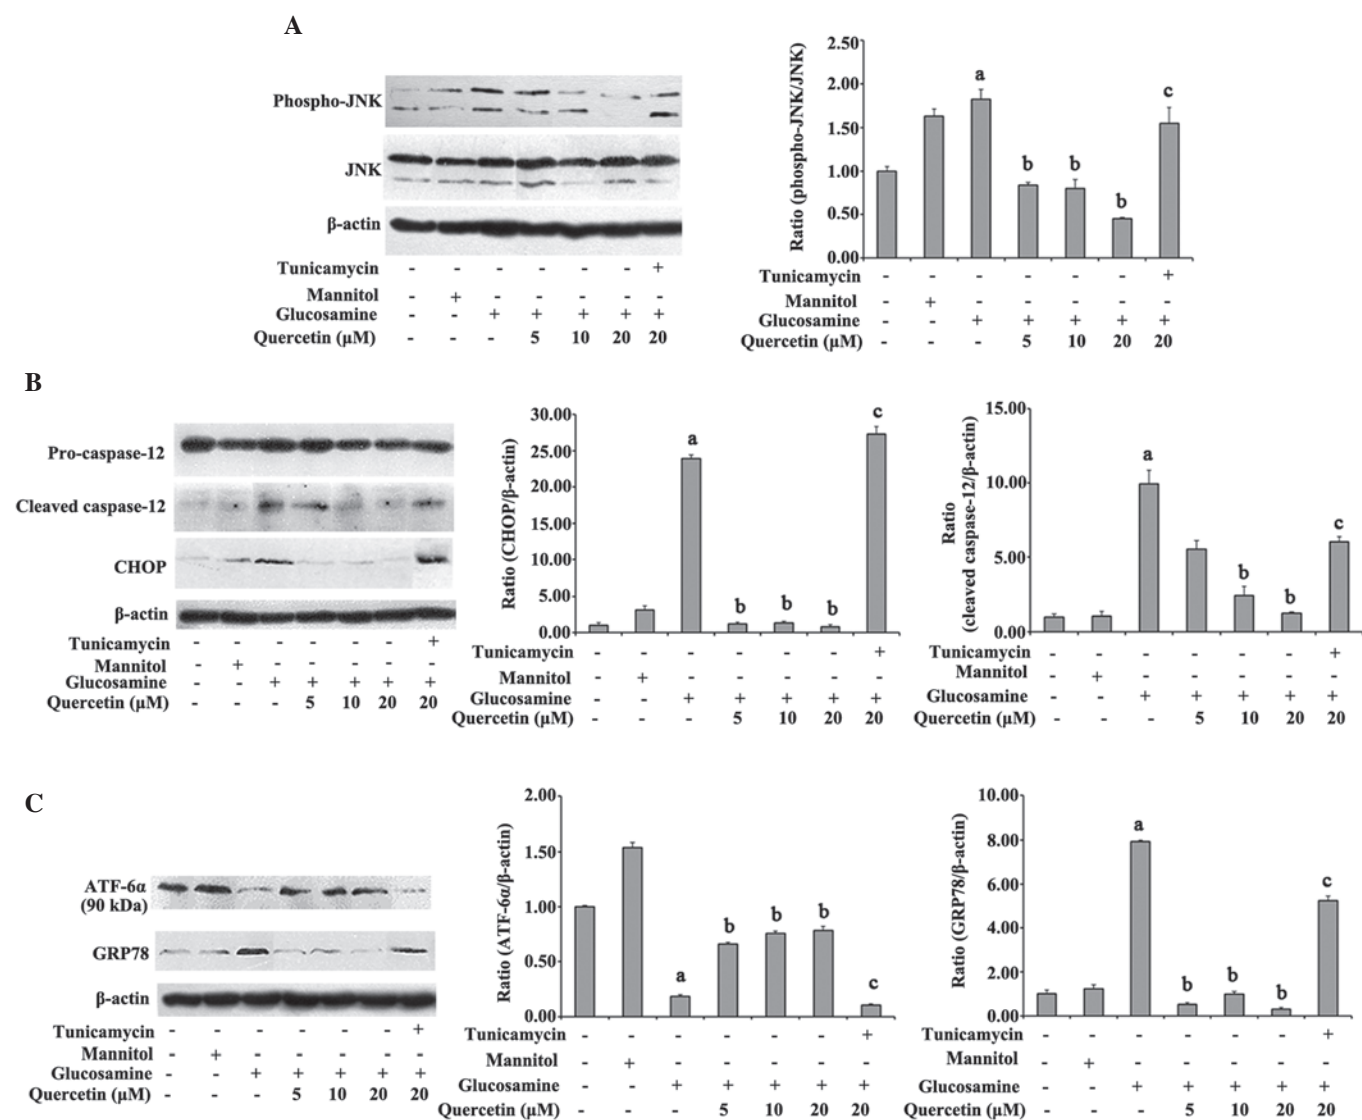 A
Phospho-JNK
JNK
β-actin
Tunicamycin - - - - - - +
Mannitol - + - - - - -
Glucosamine - - + + + + +
Quercetin (μM) - - - 5 10 20 20
Ratio (phospho-JNK/JNK)
2.50
2.00
1.50
1.00
0.50
0.00
a
b
b
b
c
Tunicamycin - - - - - - +
Mannitol - + - - - - -
Glucosamine - - + + + + +
Quercetin (μM) - - - 5 10 20 20
B
Pro-caspase-12
Cleaved caspase-12
CHOP
β-actin
Tunicamycin - - - - - - +
Mannitol - + - - - - -
Glucosamine - - + + + + +
Quercetin (μM) - - - 5 10 20 20
Ratio (CHOP/β-actin)
30.00
25.00
20.00
15.00
10.00
5.00
0.00
a
b
b
b
c
Tunicamycin - - - - - - +
Mannitol - + - - - - -
Glucosamine - - + + + + +
Quercetin (μM) - - - 5 10 20 20
Ratio
(cleaved caspase-12/β-actin)
15.00
10.00
5.00
0.00
a
b
b
c
Tunicamycin - - - - - - +
Mannitol - + - - - - -
Glucosamine - - + + + + +
Quercetin (μM) - - - 5 10 20 20
C
ATF-6α
(90 kDa)
GRP78
β-actin
Tunicamycin - - - - - - +
Mannitol - + - - - - -
Glucosamine - - + + + + +
Quercetin (μM) - - - 5 10 20 20
Ratio (ATF-6α/β-actin)
2.00
1.50
1.00
0.50
0.00
a
b
b
b
c
Tunicamycin - - - - - - +
Mannitol - + - - - - -
Glucosamine - - + + + + +
Quercetin (μM) - - - 5 10 20 20
Ratio (GRP78/β-actin)
10.00
8.00
6.00
4.00
2.00
0.00
a
b
b
b
c
Tunicamycin - - - - - - +
Mannitol - + - - - - -
Glucosamine - - + + + + +
Quercetin (μM) - - - 5 10 20 20